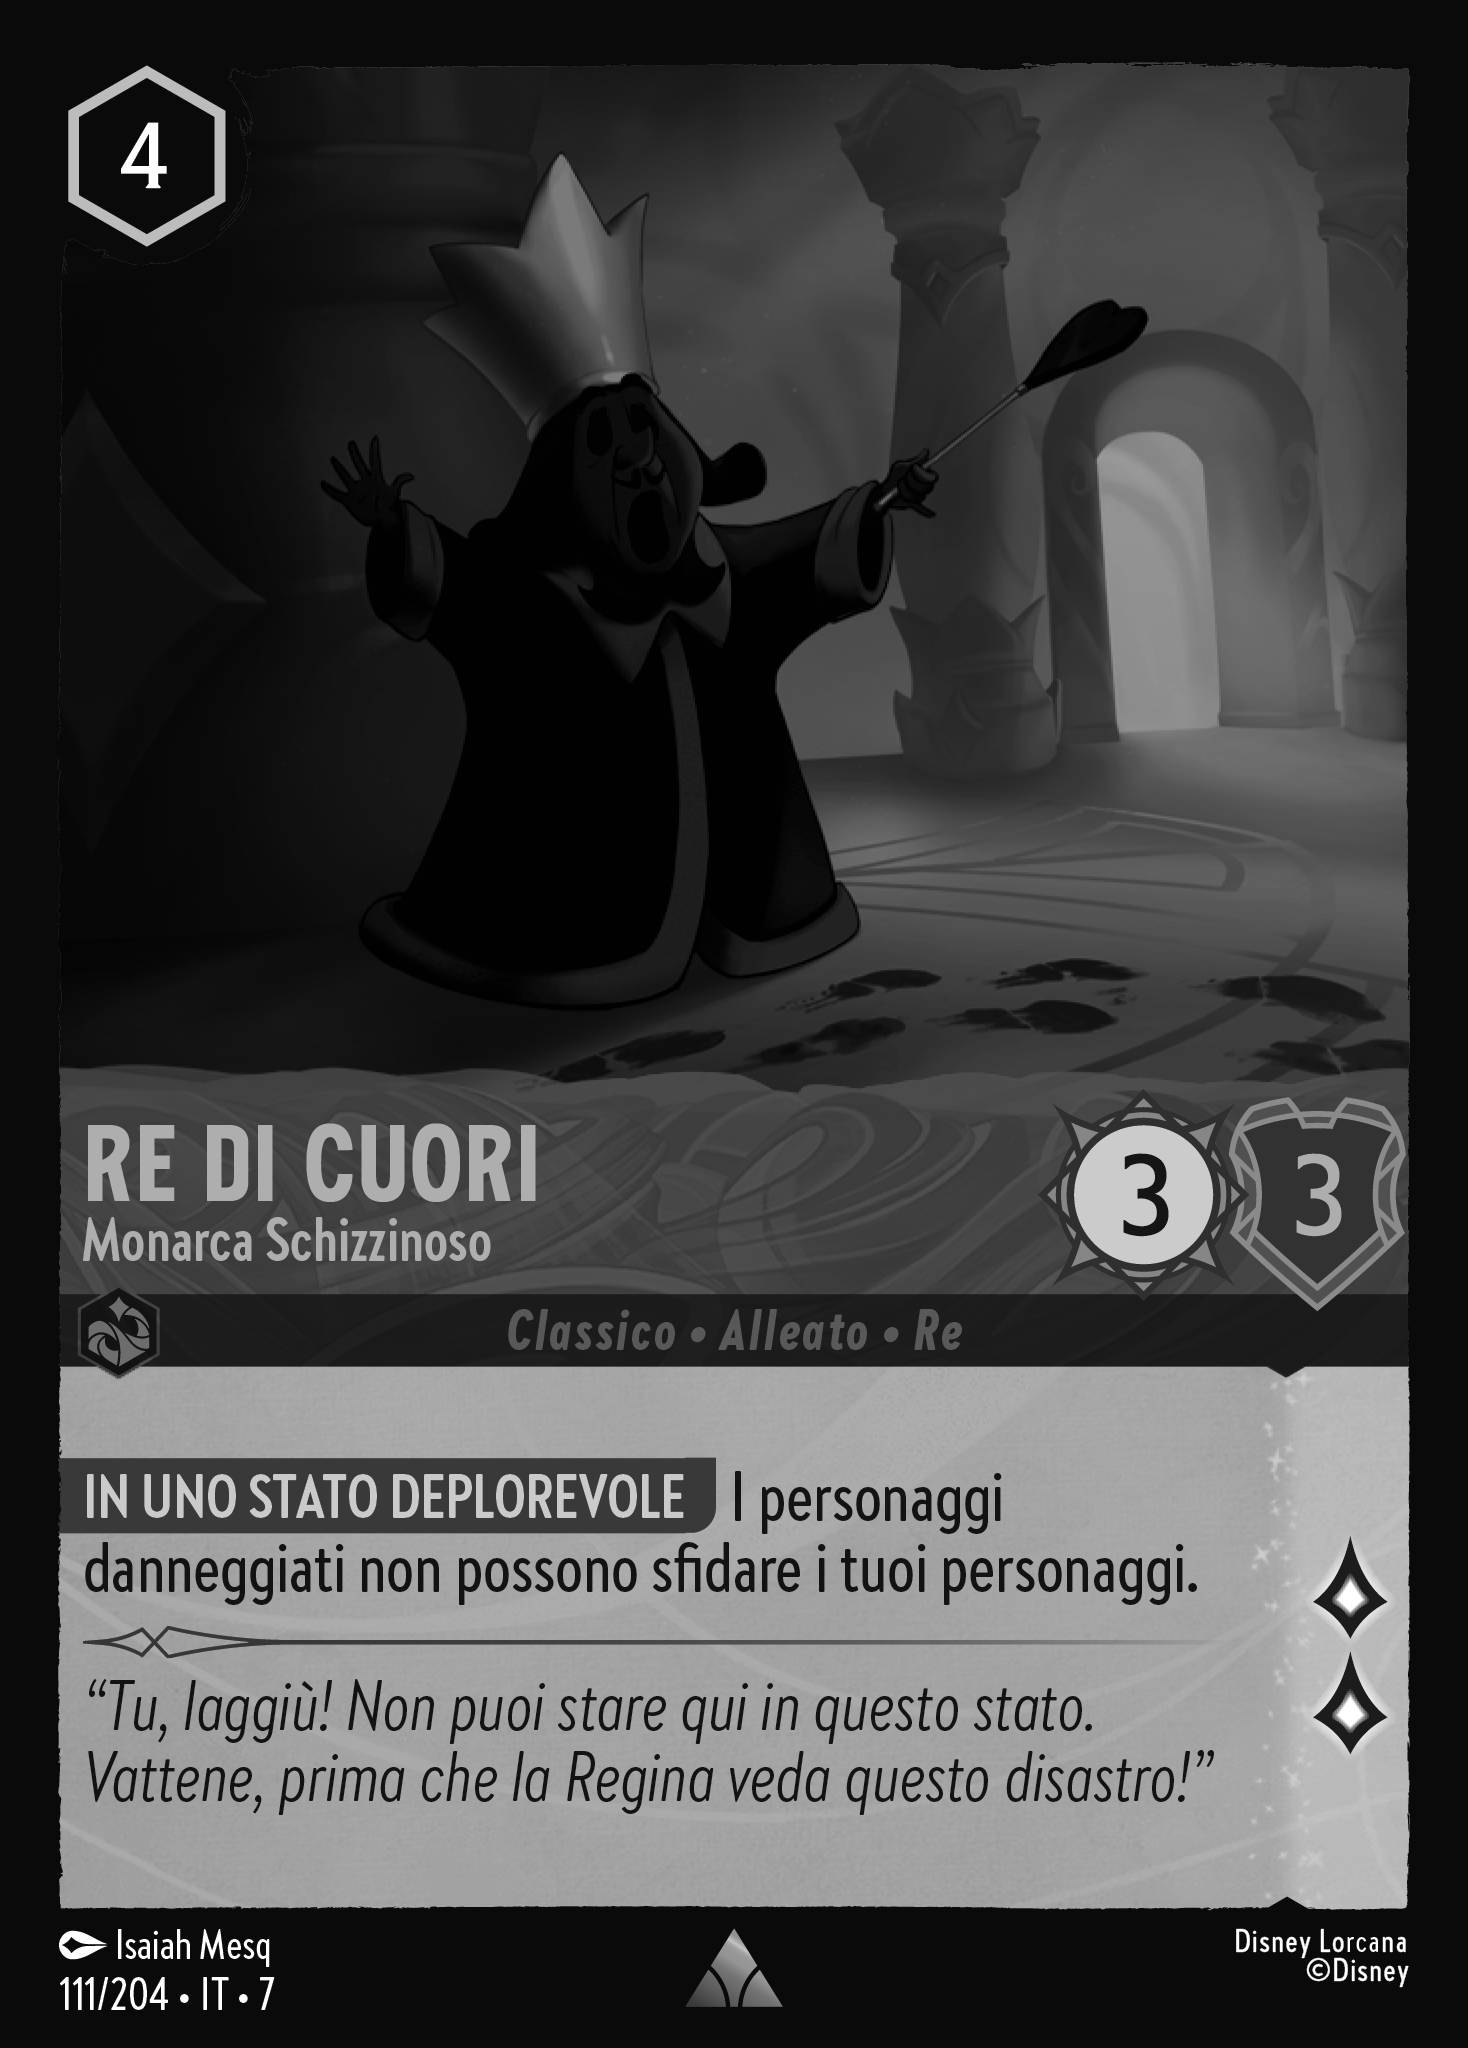 4
RE DI CUORI
Monarca Schizzinoso
3
3
Classico • Alleato • Re
IN UNO STATO DEPLOREVOLE I personaggi
danneggiati non possono sfidare i tuoi personaggi.
“Tu, laggiù! Non puoi stare qui in questo stato.
Vattene, prima che la Regina veda questo disastro!”
Isaiah Mesq
111/204 • IT • 7
Disney Lorcana
©Disney